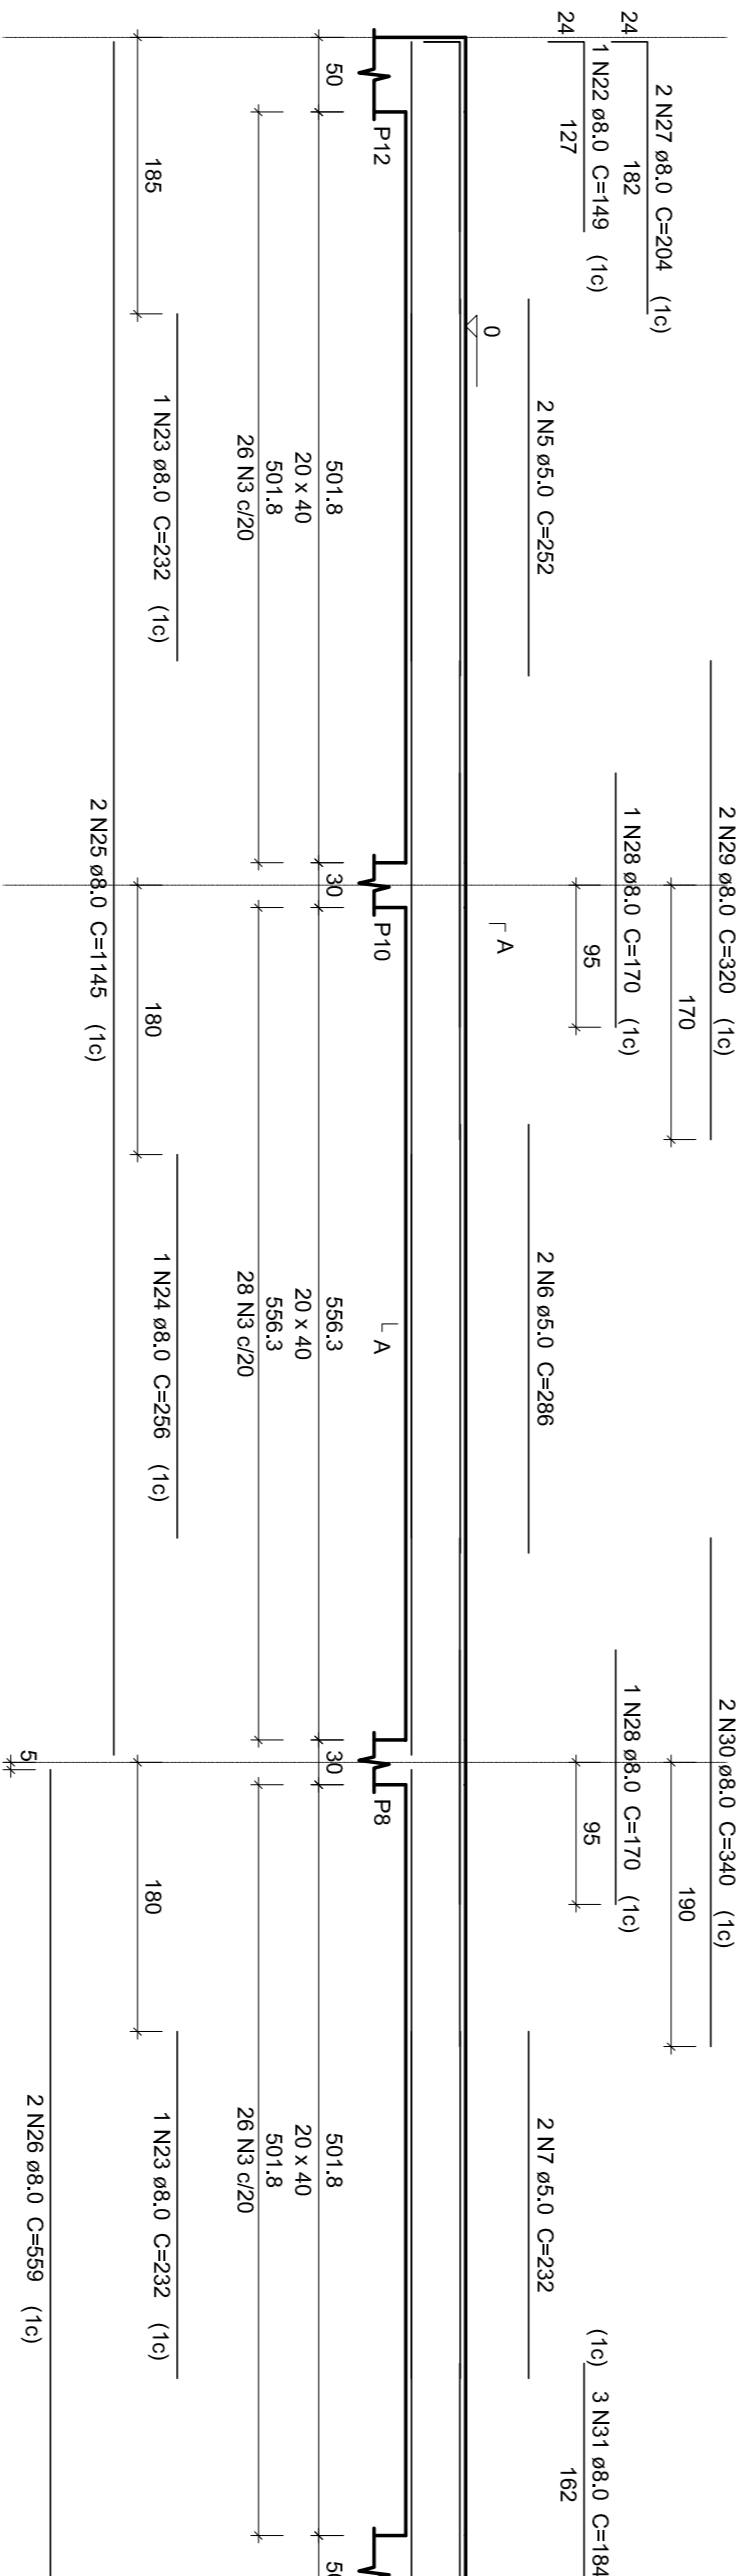 2 N29 ø8.0 C=320 (1c)
170
2 N30 ø8.0 C=340 (1c)
190
2 N27 ø8.0 C=204 (1c)
24
182
1 N28 ø8.0 C=170 (1c)
95
1 N28 ø8.0 C=170 (1c)
95
1 N22 ø8.0 C=149 (1c)
24
127
(1c) 3 N31 ø8.0 C=184
162
2 N5 ø5.0 C=252
2 N6 ø5.0 C=286
2 N7 ø5.0 C=232
0
A
A
P12
P10
P8
50
501.8
30
556.3
30
501.8
20 x 40
20 x 40
20 x 40
501.8
556.3
501.8
26 N3 c/20
28 N3 c/20
26 N3 c/20
185
1 N23 ø8.0 C=232 (1c)
180
1 N24 ø8.0 C=256 (1c)
180
1 N23 ø8.0 C=232 (1c)
2 N25 ø8.0 C=1145 (1c)
5
2 N26 ø8.0 C=559 (1c)